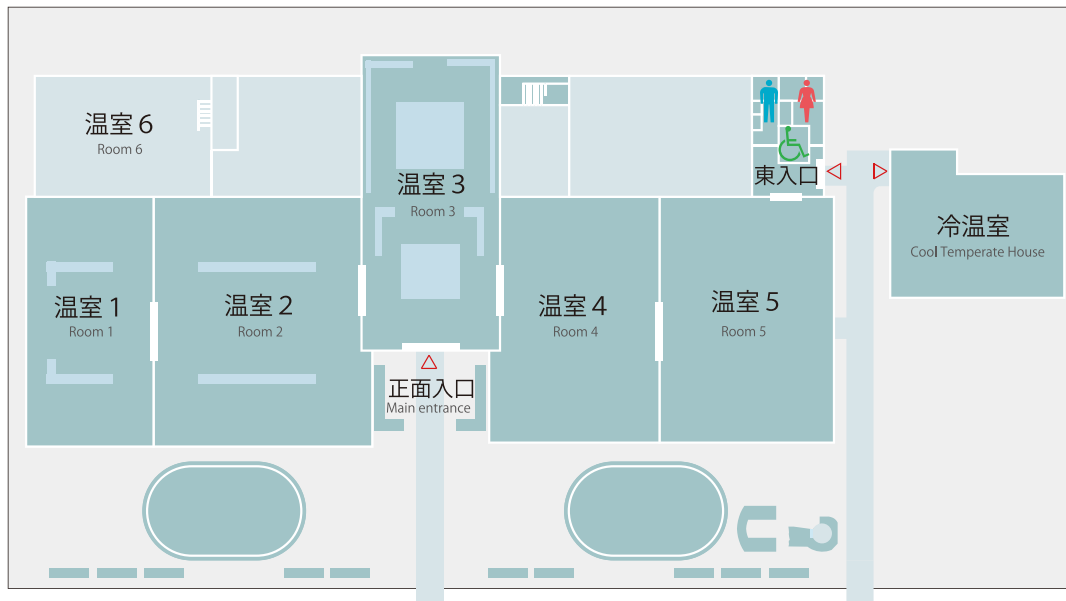 温室 6
Room 6
温室 3
Room 3
東入口
冷温室
Cool Temperate House
温室 1
Room 1
温室 2
Room 2
温室 4
Room 4
温室 5
Room 5
正面入口
Main entrance